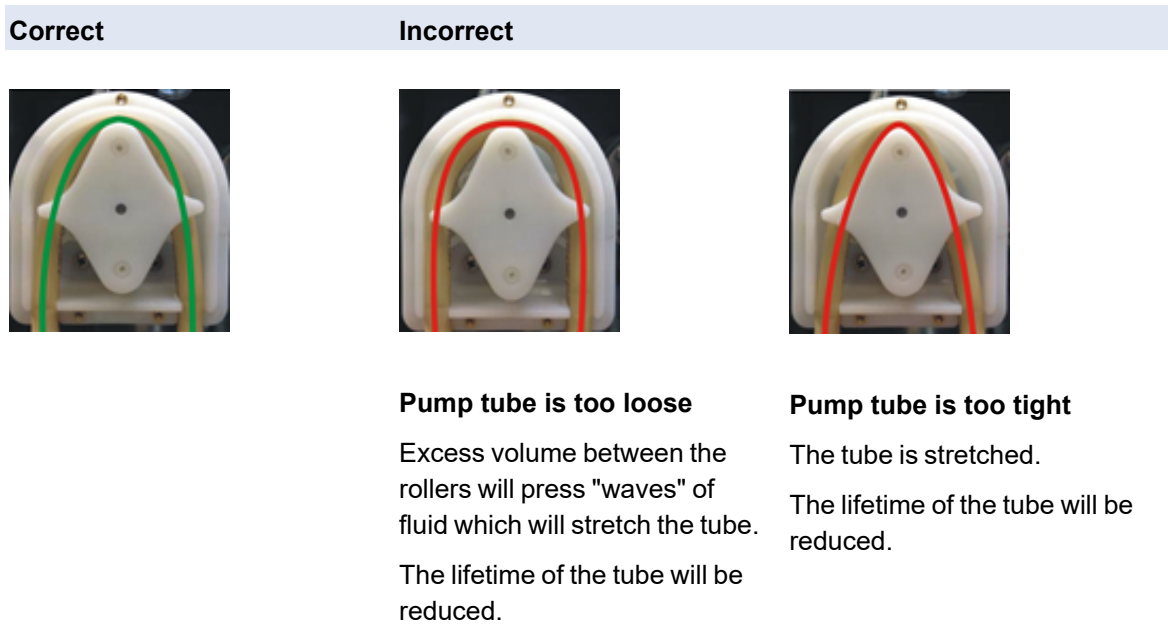 Correct
Incorrect
Pump tube is too loose
Excess volume between the
rollers will press "waves" of
fluid which will stretch the tube.
The lifetime of the tube will be
reduced.
Pump tube is too tight
The tube is stretched.
The lifetime of the tube will be
reduced.